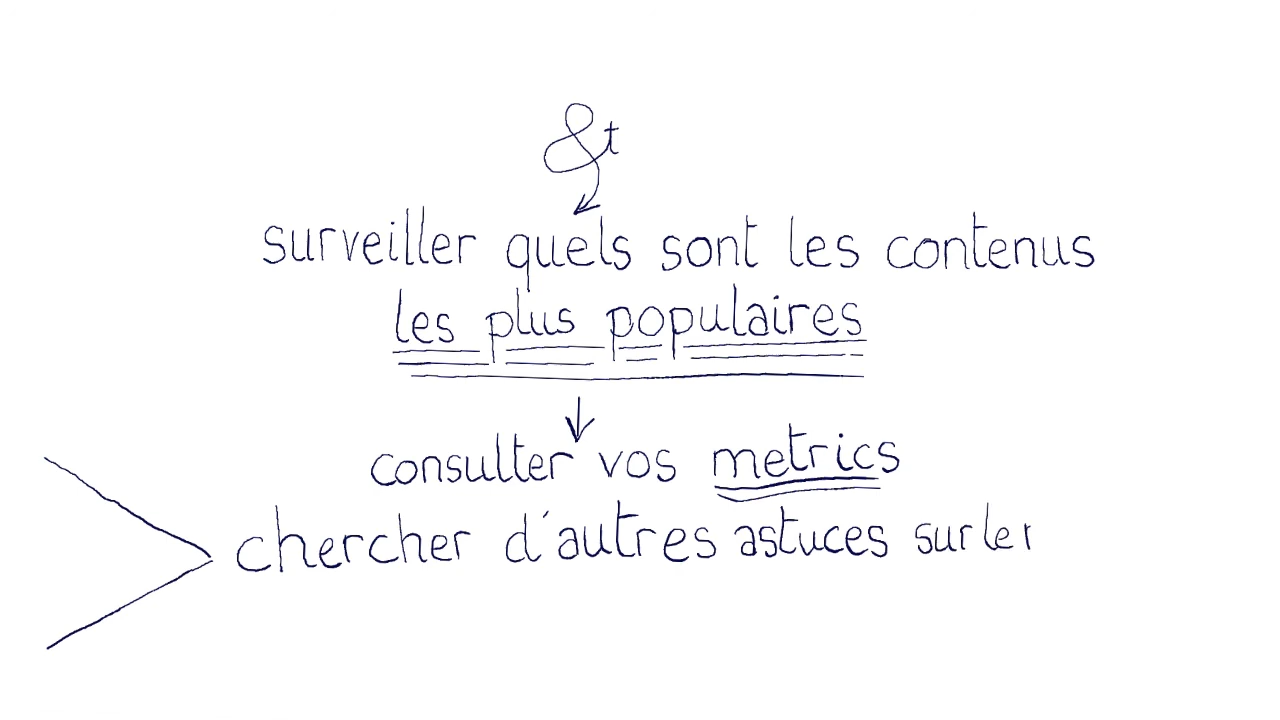 &t
surveiller quels sont les contenus
les plus populaires
consulter vos metrics
chercher d'autres astuces sur le